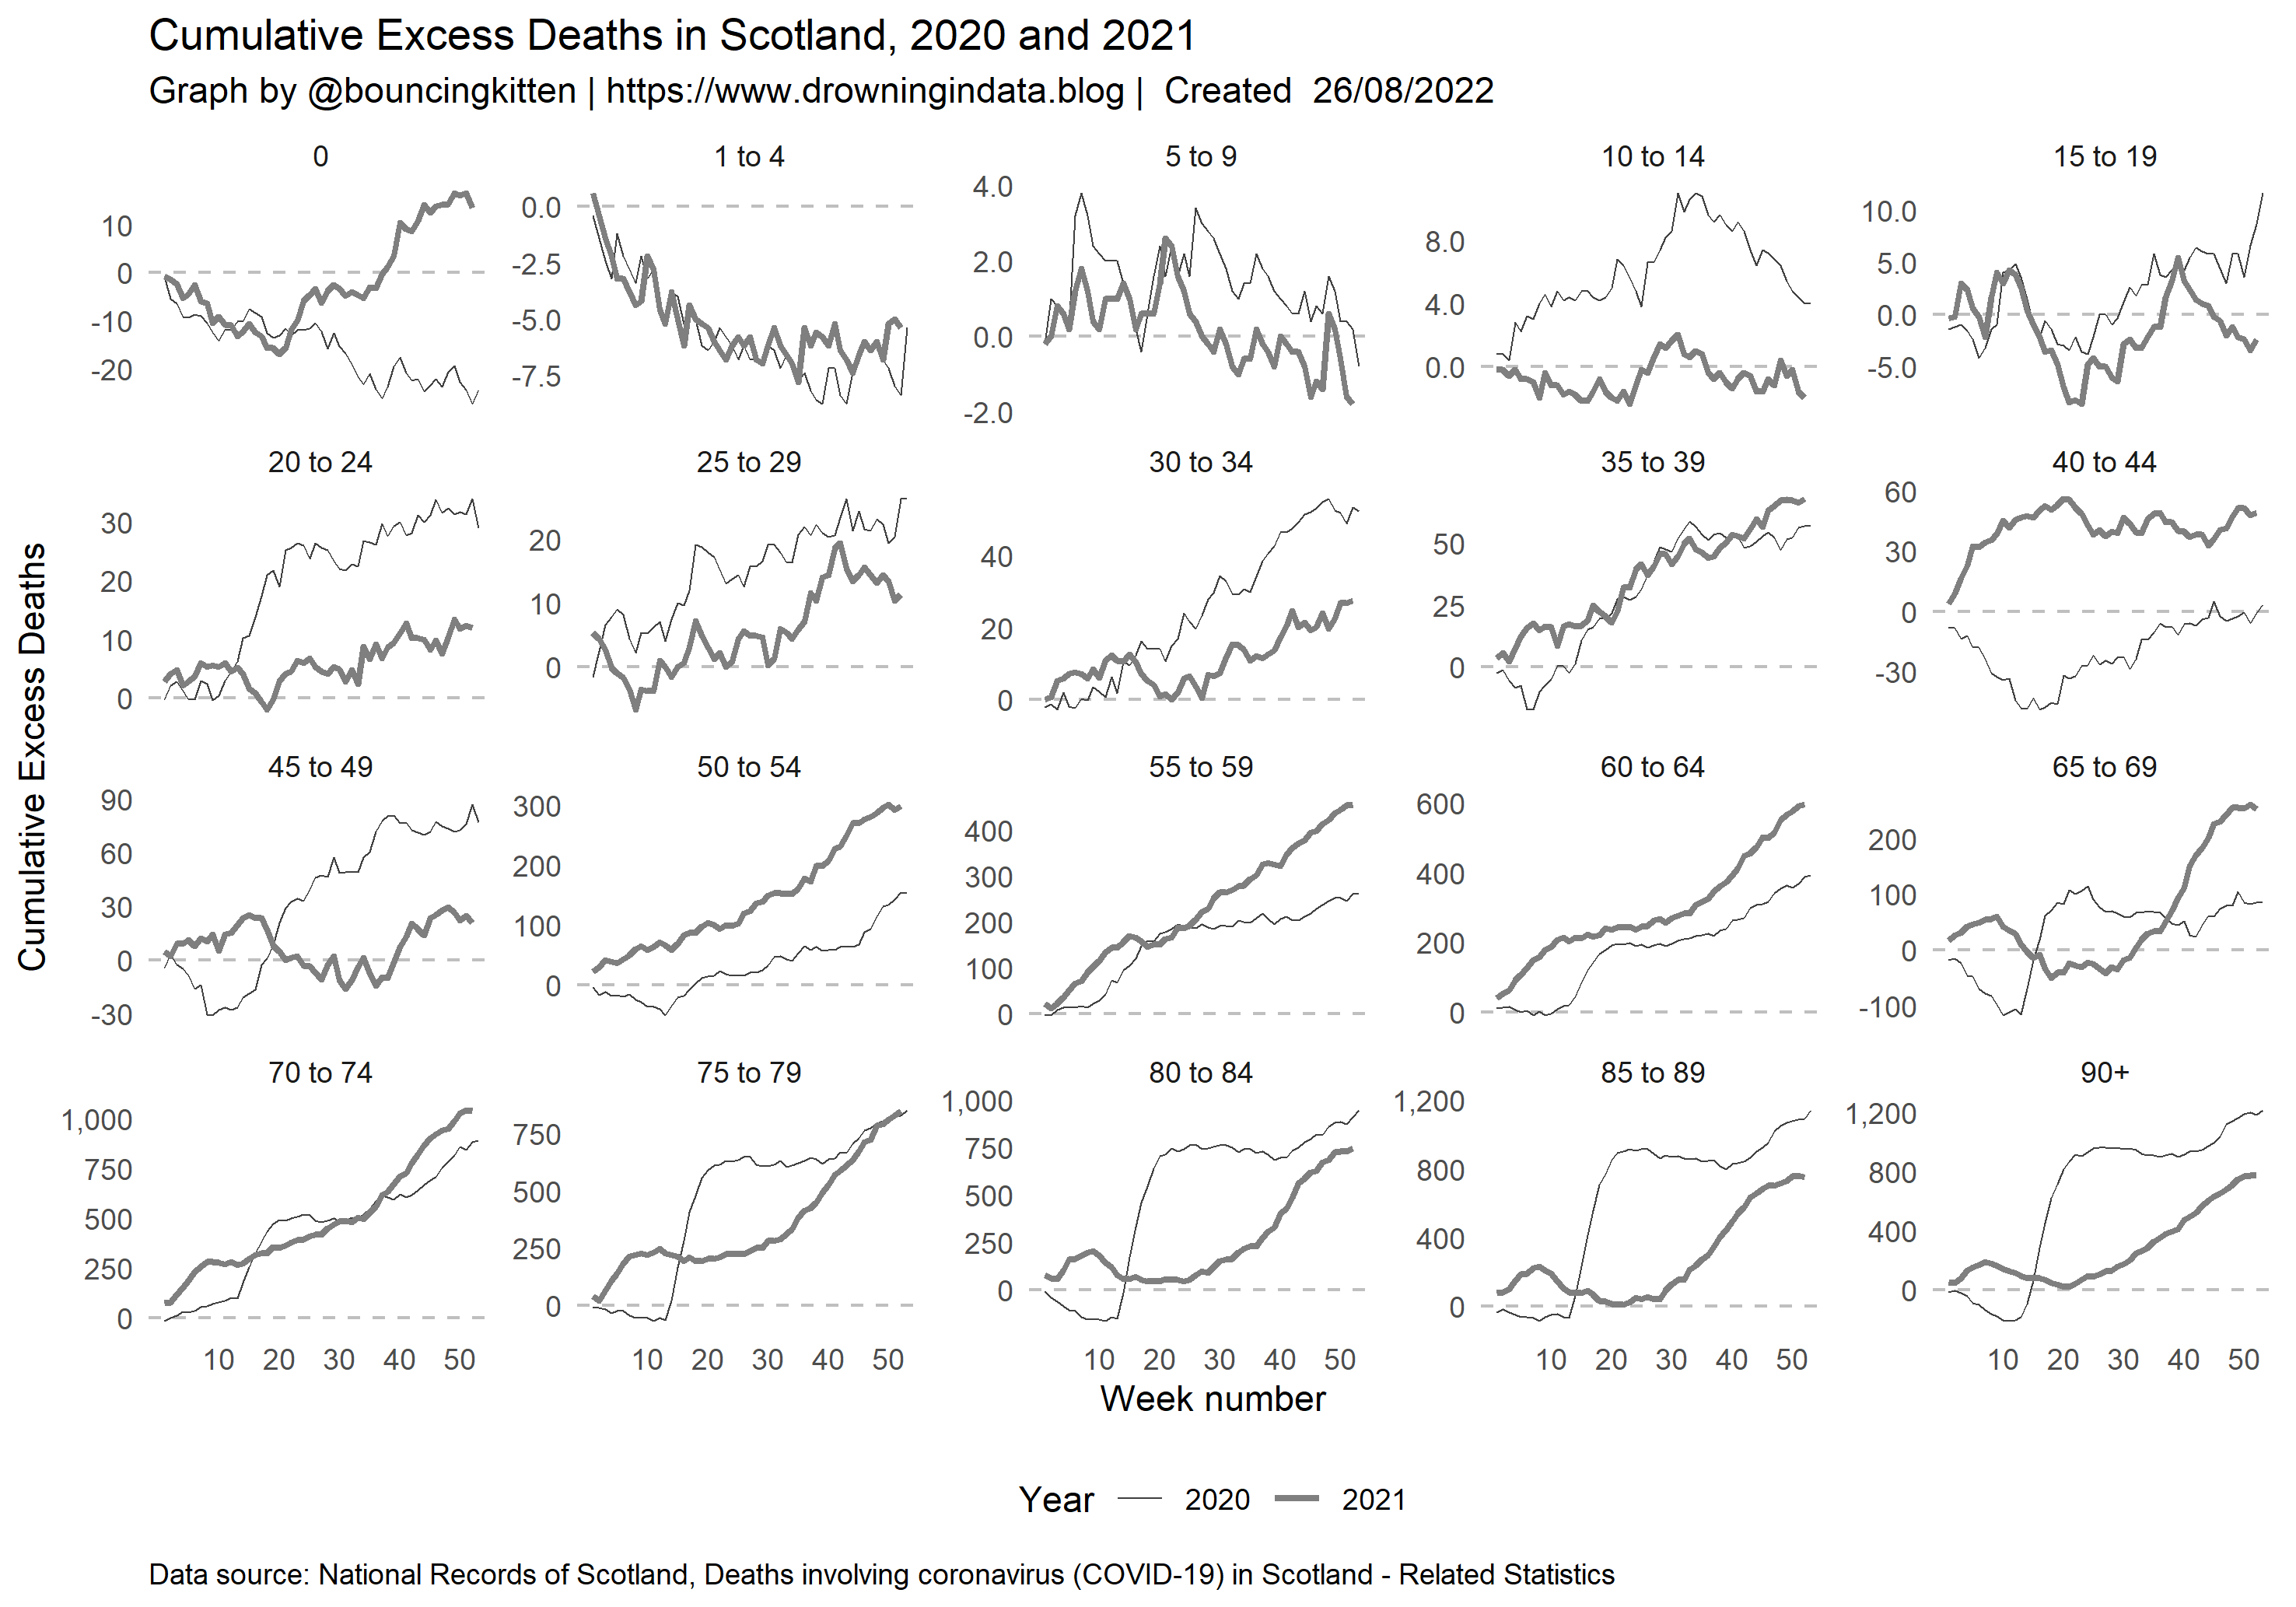 Cumulative Excess Deaths in Scotland, 2020 and 2021
Graph by @bouncingkitten | https://www.drowningindata.blog |  Created  26/08/2022
Cumulative Excess Deaths
0
10
0
-10
-20
1 to 4
0.0
-2.5
-5.0
-7.5
5 to 9
4.0
2.0
0.0
-2.0
10 to 14
8.0
4.0
0.0
15 to 19
10.0
5.0
0.0
-5.0
20 to 24
30
20
10
0
25 to 29
20
10
0
30 to 34
40
20
0
35 to 39
50
25
0
40 to 44
60
30
0
-30
45 to 49
90
60
30
0
-30
50 to 54
300
200
100
0
55 to 59
400
300
200
100
0
60 to 64
600
400
200
0
65 to 69
200
100
0
-100
70 to 74
1,000
750
500
250
0
75 to 79
750
500
250
0
80 to 84
1,000
750
500
250
0
85 to 89
1,200
800
400
0
90+
1,200
800
400
0
10 20 30 40 50
10 20 30 40 50
10 20 30 40 50
10 20 30 40 50
10 20 30 40 50
Week number
Year 2020 2021
Data source: National Records of Scotland, Deaths involving coronavirus (COVID-19) in Scotland - Related Statistics